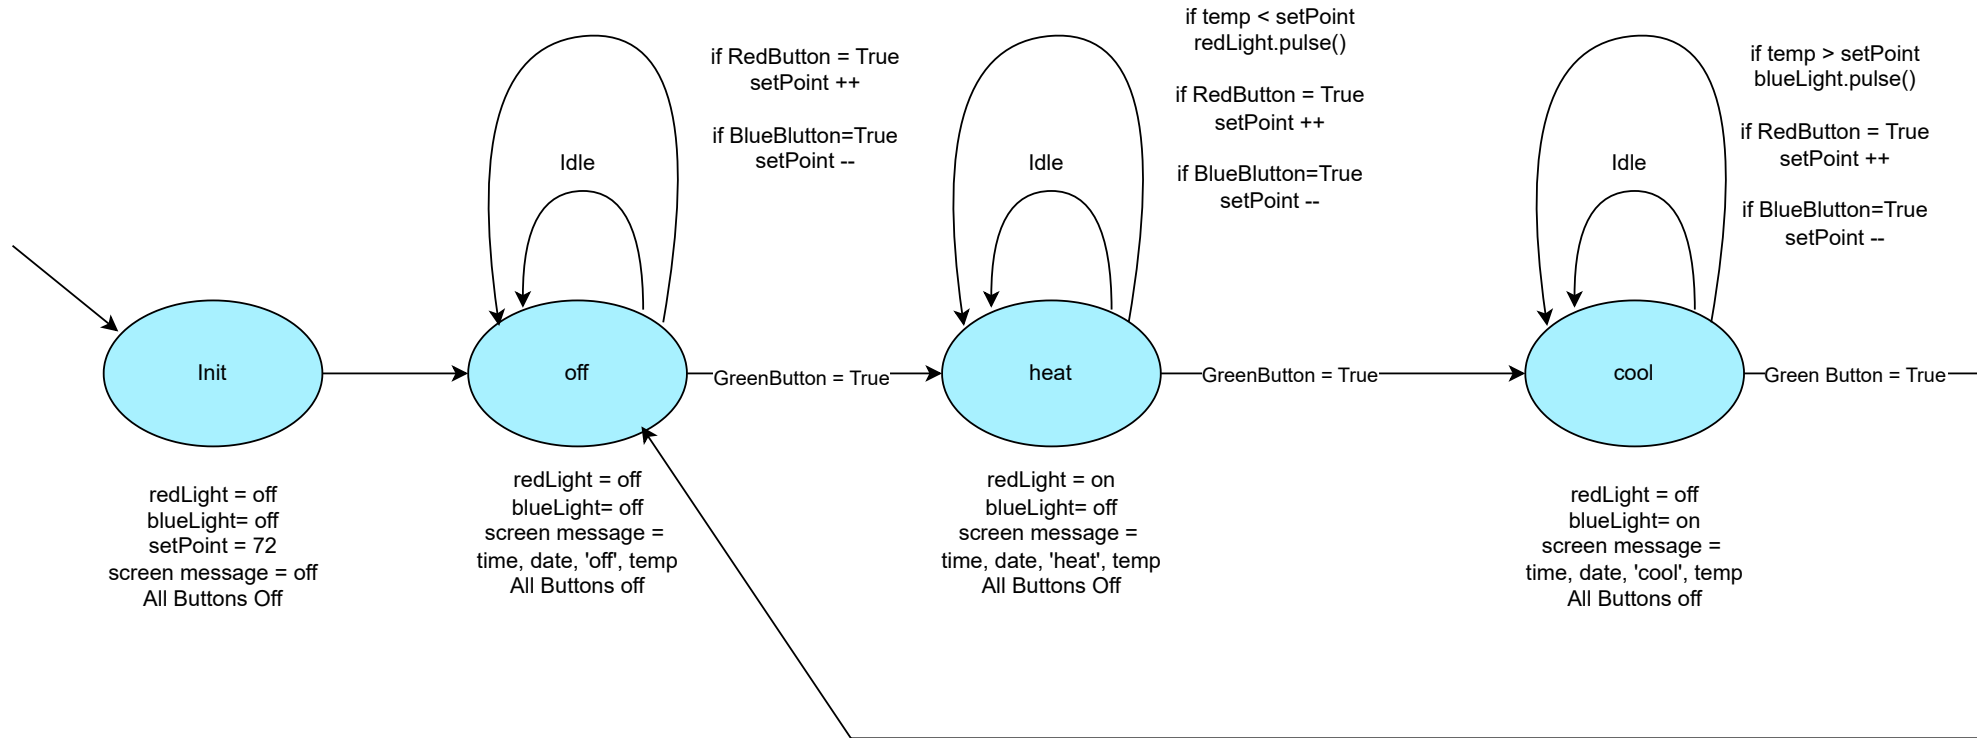 if RedButton = True
setPoint ++
if BlueBlutton=True
setPoint --
Idle
if temp < setPoint
redLight.pulse()
if RedButton = True
setPoint ++
if BlueBlutton=True
setPoint --
Idle
if temp > setPoint
blueLight.pulse()
if RedButton = True
setPoint ++
if BlueBlutton=True
setPoint --
Idle
Init
off
GreenButton = True
heat
GreenButton = True
cool
Green Button = True
redLight = off
blueLight= off
setPoint = 72
screen message = off
All Buttons Off
redLight = off
blueLight= off
screen message =
time, date, 'off', temp
All Buttons off
redLight = on
blueLight= off
screen message =
time, date, 'heat', temp
All Buttons Off
redLight = off
blueLight= on
screen message =
time, date, 'cool', temp
All Buttons off